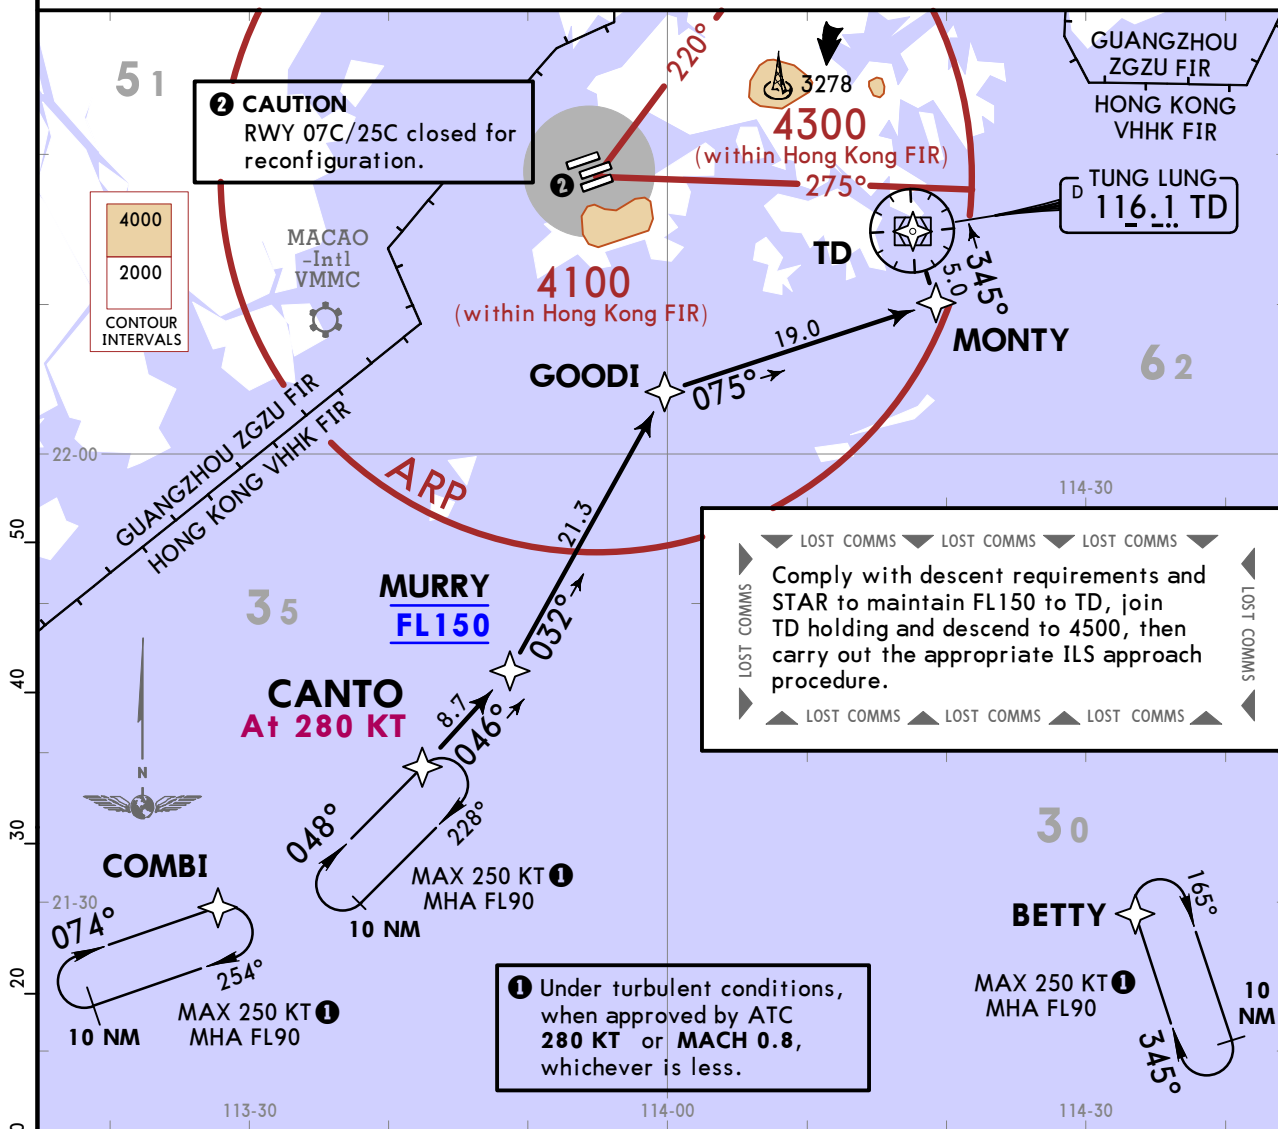 GUANGZHOU
ZGZU FIR
HONG KONG
VHHK FIR
5 1
220°
3278
4300
(within Hong Kong FIR)
275°
2 CAUTION
RWY 07C/25C closed for
reconfiguration.
2
D TUNG LUNG
116.1 TD
4000
2000
CONTOUR
INTERVALS
MACAO
-Intl
VMMC
TD
345°
5.0
4100
(within Hong Kong FIR)
MONTY
19.0
GOODI
075°
6 2
GUANGZHOU ZGZU FIR
HONG KONG VHHK FIR
22-00
ARP
114-30
50
21.3
LOST COMMS LOST COMMS LOST COMMS
LOST COMMS
Comply with descent requirements and
STAR to maintain FL150 to TD, join
TD holding and descend to 4500, then
carry out the appropriate ILS approach
procedure.
LOST COMMS
LOST COMMS LOST COMMS LOST COMMS
MURRY
FL150
032°
3 5
40
CANTO
At 280 KT
8.7
046°
N
30
048°
228°
MAX 250 KT 1
MHA FL90
10 NM
3 0
COMBI
21-30
074°
254°
MAX 250 KT 1
MHA FL90
10 NM
20
BETTY
165°
MAX 250 KT 1
MHA FL90
10
NM
345°
1 Under turbulent conditions,
when approved by ATC
280 KT or MACH 0.8,
whichever is less.
113-30
114-00
114-30